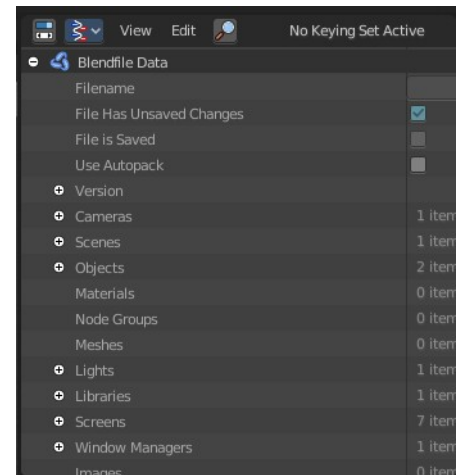 View Edit No Keying Set Active
Blendfile Data
Filename
File Has Unsaved Changes
File is Saved
Use Autopack
Version
Cameras 1 item
Scenes 1 item
Objects 2 item
Materials 0 item
Node Groups 0 item
Meshes 0 item
Lights 1 item
Libraries 1 item
Screens 7 item
Window Managers 1 item
Images 0 item